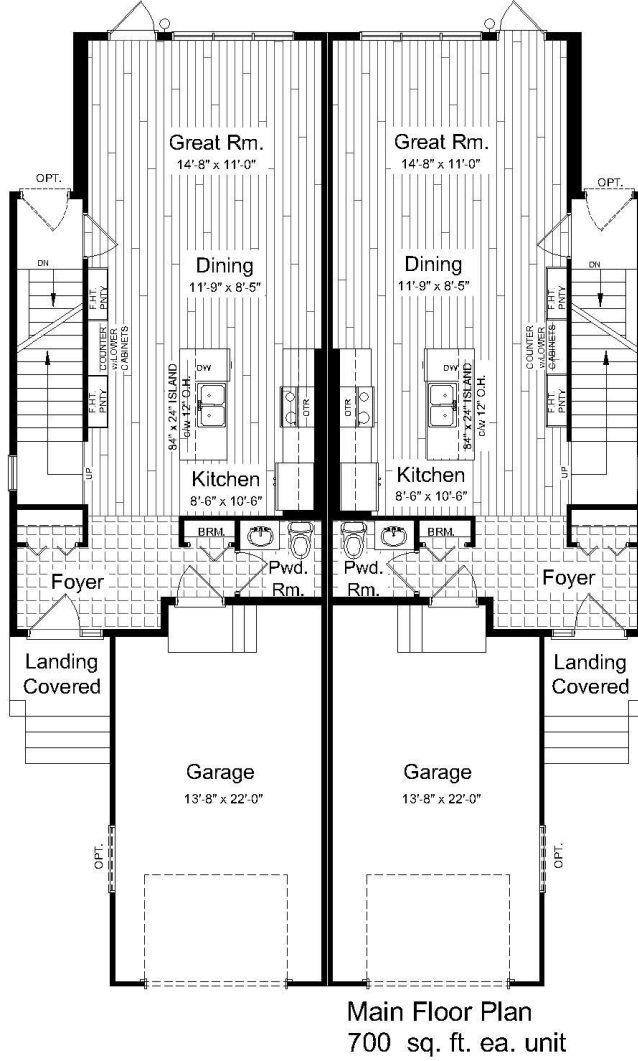 Great Rm.
14'-8" x 11'-0"
Great Rm.
14'-8" x 11'-0"
OPT.
OPT.
DN
Dining
11'-9" x 8'-5"
Dining
11'-9" x 8'-5"
DN
F.HT.
PNTY
COUNTER
w/LOWER
CABINETS
F.HT.
PNTY
84" x 24" ISLAND
c/w 12" O.H.
DW
DTR
DTR
DW
84" x 24" ISLAND
c/w 12" O.H.
F.HT.
PNTY
COUNTER
w/LOWER
CABINETS
F.HT.
PNTY
UP
Kitchen
8'-6" x 10'-6"
Kitchen
8'-6" x 10'-6"
UP
BRM.
BRM.
Foyer
Pwd.
Rm.
Pwd.
Rm.
Foyer
Landing
Covered
Landing
Covered
Garage
13'-8" x 22'-0"
Garage
13'-8" x 22'-0"
OPT.
OPT.
Main Floor Plan
700 sq. ft. ea. unit